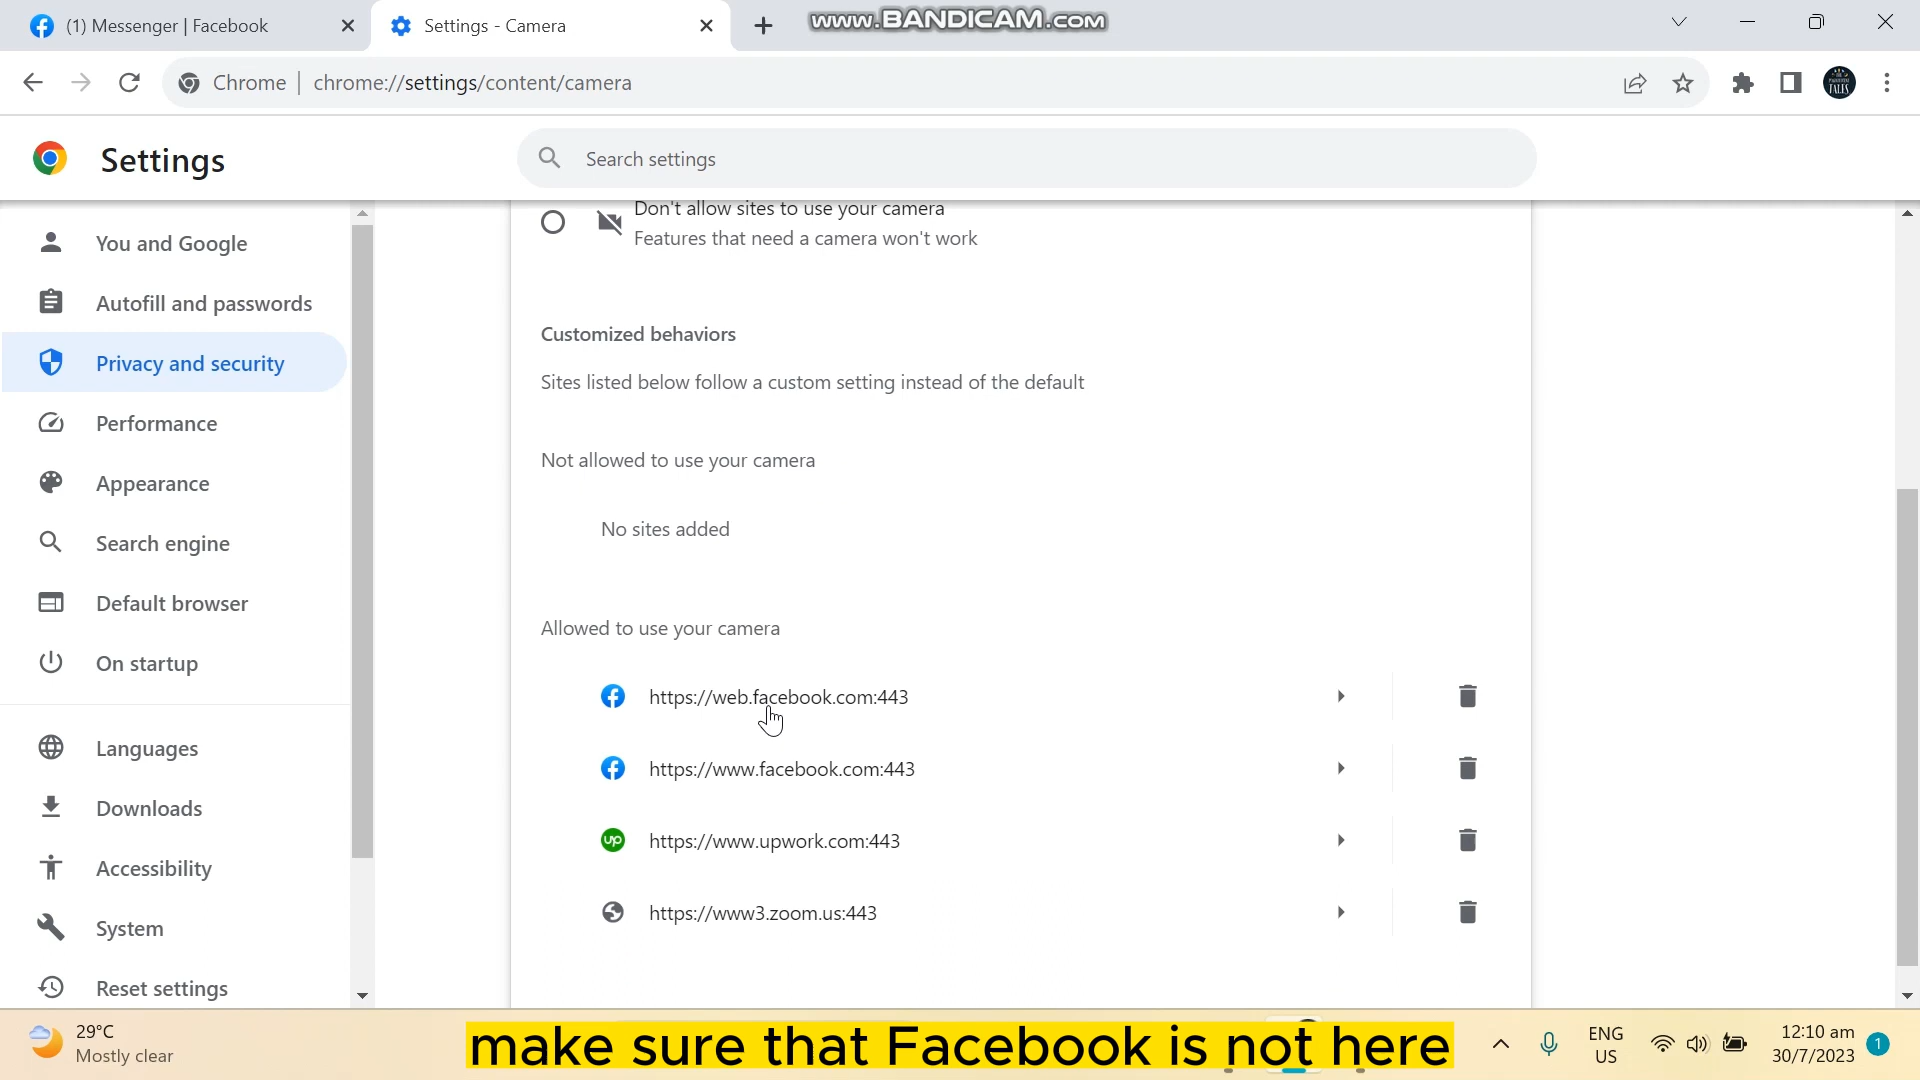 (1) Messenger | Facebook
Settings - Camera
www.BANDICAM.com
Chrome
chrome://settings/content/camera
Settings
Search settings
You and Google
Autofill and passwords
Privacy and security
Performance
Appearance
Search engine
Default browser
On startup
Languages
Downloads
Accessibility
System
Reset settings
Don't allow sites to use your camera
Features that need a camera won't work
Customized behaviors
Sites listed below follow a custom setting instead of the default
Not allowed to use your camera
No sites added
Allowed to use your camera
https://web.facebook.com:443
https://www.facebook.com:443
up https://www.upwork.com:443
https://www3.zoom.us:443
29°C
Mostly clear
make sure that Facebook is not here
ENG
US
12:10 am
30/7/2023
1